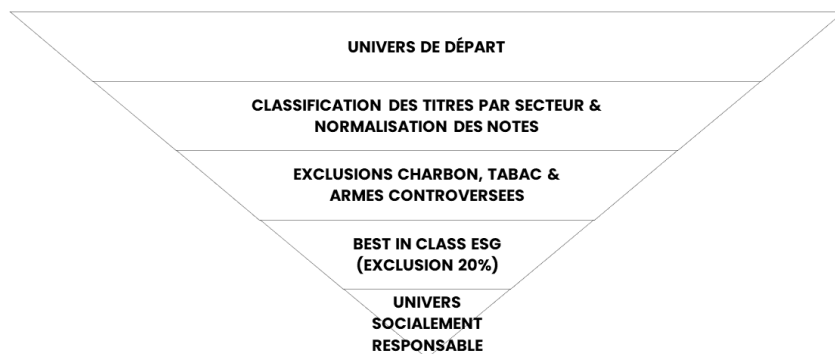 UNIVERS DE DÉPART
CLASSIFICATION DES TITRES PAR SECTEUR &
NORMALISATION DES NOTES
EXCLUSIONS CHARBON, TABAC &
ARMES CONTROVERSEES
BEST IN CLASS ESG
(EXCLUSION 20%)
UNIVERS
SOCIALEMENT
RESPONSABLE